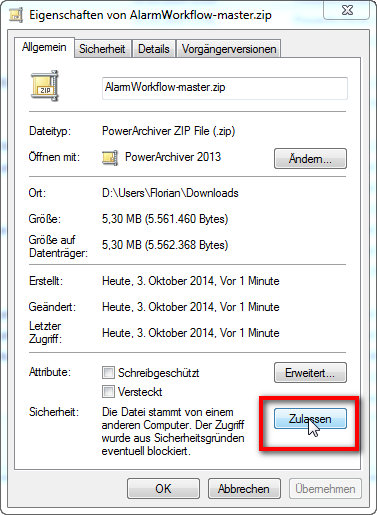 Eigenschaften von AlarmWorkflow-master.zip
Allgemein Sicherheit Details Vorgängerversionen
ZIP
AlarmWorkflow-master.zip
Dateityp: PowerArchiver ZIP File (.zip)
Öffnen mit: PowerArchiver 2013 Ändern...
Ort: D:\Users\Florian\Downloads
Größe: 5,30 MB (5.561.460 Bytes)
Größe auf
Datenträger: 5,30 MB (5.562.368 Bytes)
Erstellt: Heute, 3. Oktober 2014, Vor 1 Minute
Geändert: Heute, 3. Oktober 2014, Vor 1 Minute
Letzter
Zugriff: Heute, 3. Oktober 2014, Vor 1 Minute
Attribute: Schreibgeschützt Erweitert...
Versteckt
Sicherheit: Die Datei stammt von einem
anderen Computer. Der Zugriff
wurde aus Sicherheitsgründen
eventuell blockiert.
Zulassen
OK Abbrechen Übernehmen